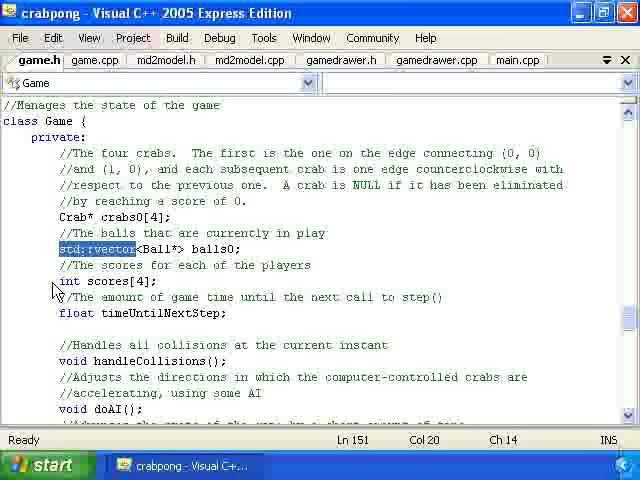 crabpong - Visual C++ 2005 Express Edition
File Edit View Project Build Debug Tools Window Community Help
game.h game.cpp md2model.h md2model.cpp gamedrawer.h gamedrawer.cpp main.cpp
Game
//Manages the state of the game
class Game {
private:
//The four crabs.  The first is the one on the edge connecting (0, 0)
//and (1, 0), and each subsequent crab is one edge counterclockwise with
//respect to the previous one.  A crab is NULL if it has been eliminated
//by reaching a score of 0.
Crab* crabs0[4];
//The balls that are currently in play
std::vector<Ball*> balls0;
//The scores for each of the players
int scores[4];
//The amount of game time until the next call to step()
float timeUntilNextStep;
//Handles all collisions at the current instant
void handleCollisions();
//Adjusts the directions in which the computer-controlled crabs are
//accelerating, using some AI
void doAI();
Ready Ln 151 Col 20 Ch 14 INS
start crabpong - Visual C+...